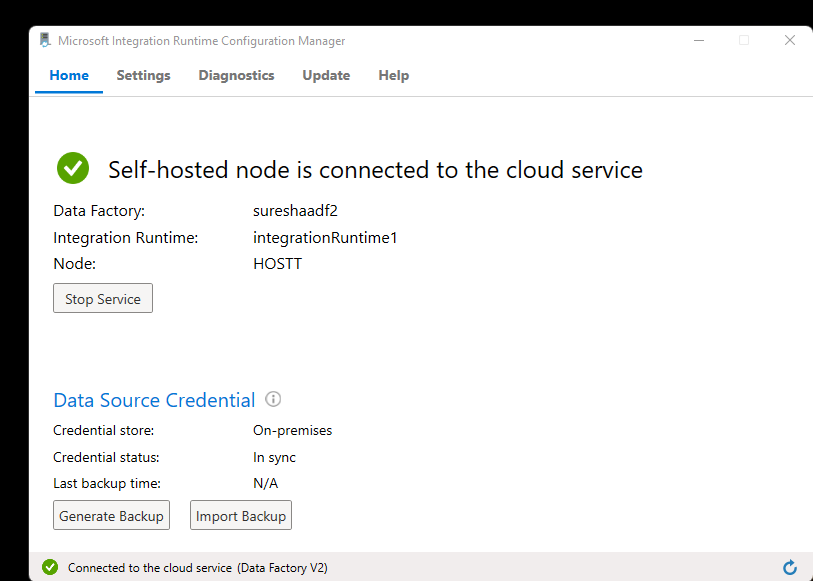 Microsoft Integration Runtime Configuration Manager
Home Settings Diagnostics Update Help
Self-hosted node is connected to the cloud service
Data Factory: sureshaadf2
Integration Runtime: integrationRuntime1
Node: HOSTT
Stop Service
Data Source Credential
Credential store: On-premises
Credential status: In sync
Last backup time: N/A
Generate Backup Import Backup
Connected to the cloud service (Data Factory V2)